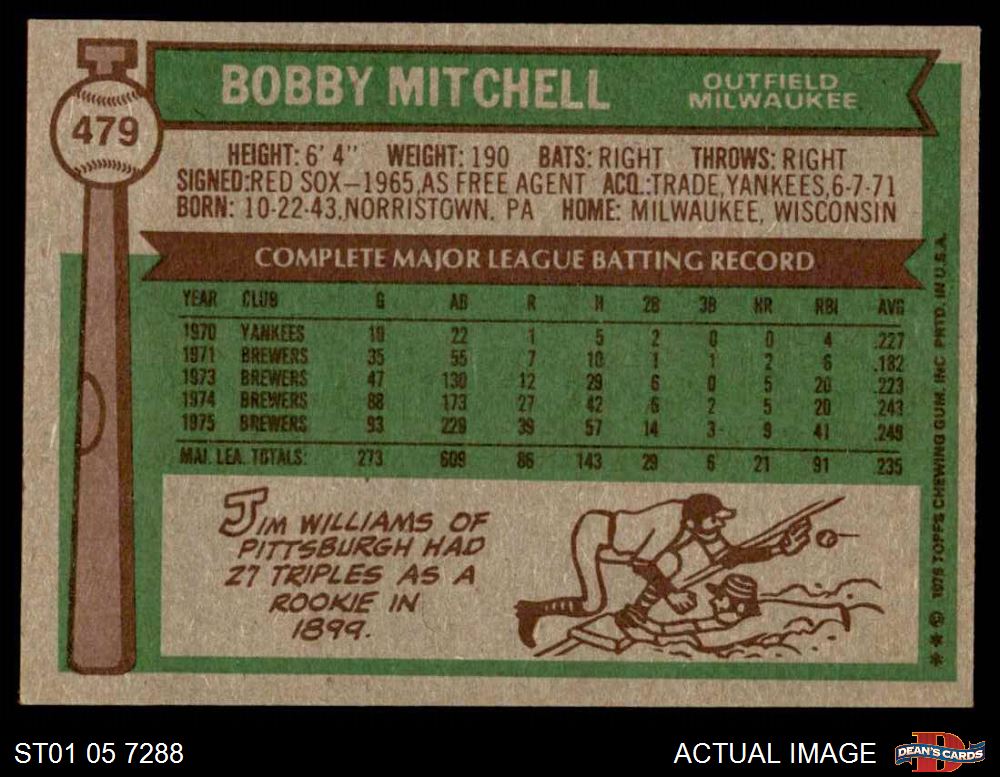 479
BOBBY MITCHELL
OUTFIELD
MILWAUKEE
HEIGHT: 6' 4" WEIGHT: 190 BATS: RIGHT THROWS: RIGHT
SIGNED: RED SOX—1965, AS FREE AGENT ACQ.: TRADE, YANKEES, 6-7-71
BORN: 10-22-43, NORRISTOWN, PA HOME: MILWAUKEE, WISCONSIN
COMPLETE MAJOR LEAGUE BATTING RECORD
YEAR CLUB G AB R H 2B 3B HR RBI AVG
1970 YANKEES 10 22 1 5 2 0 0 4 .227
1971 BREWERS 35 55 7 10 1 1 2 6 .182
1973 BREWERS 47 130 12 29 6 0 5 20 .223
1974 BREWERS 88 173 27 42 6 2 5 20 .243
1975 BREWERS 93 229 39 57 14 3 9 41 .249
MAJ. LEA. TOTALS: 273 609 86 143 29 6 21 91 .235
JIM WILLIAMS OF
PITTSBURGH HAD
27 TRIPLES AS A
ROOKIE IN
1899.
* * © 1976 TOPPS CHEWING GUM, INC. PRTD. IN U.S.A.
ST01 05 7288
ACTUAL IMAGE
DEAN'S CARDS